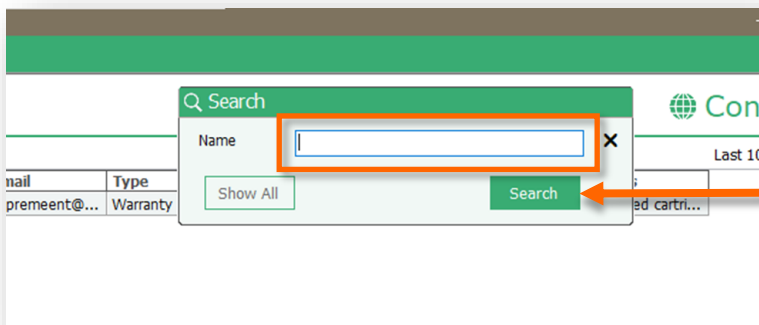 Search
Con
Name
Last 10
mail Type
Show All Search
premeent@... Warranty ed cartri...